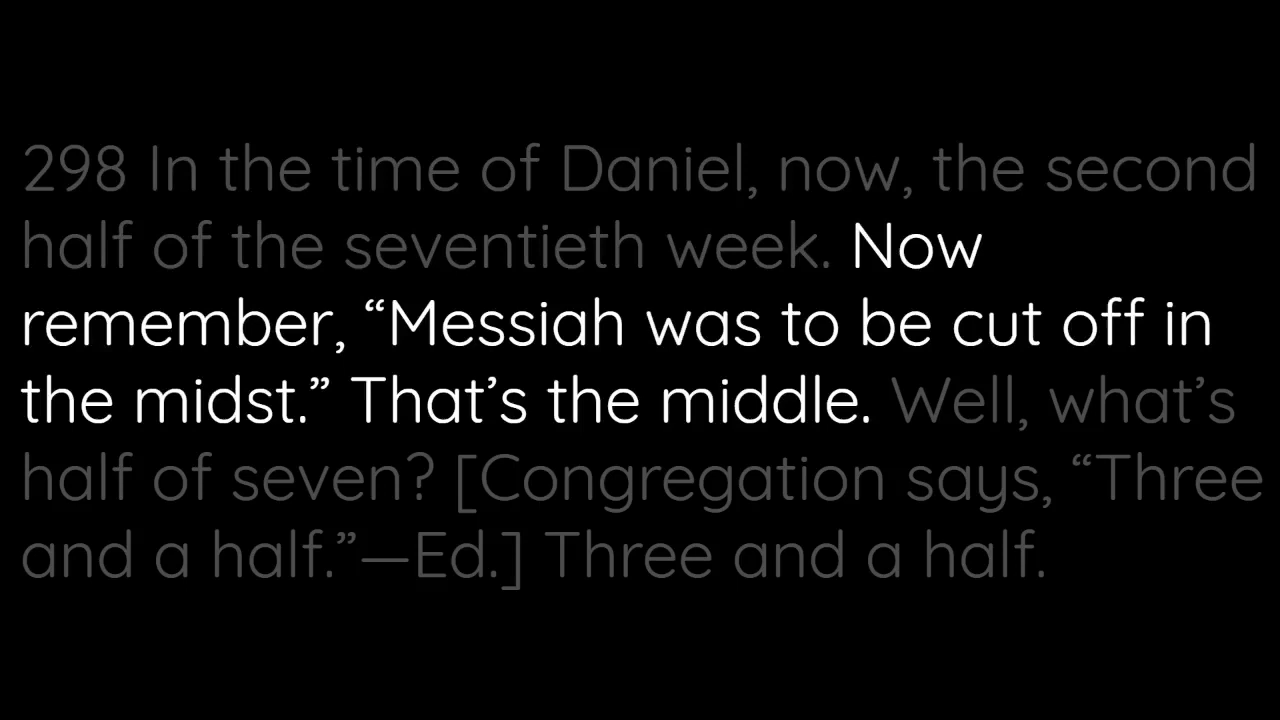 298 In the time of Daniel, now, the second
half of the seventieth week. Now
remember, “Messiah was to be cut off in
the midst.” That’s the middle. Well, what’s
half of seven? [Congregation says, “Three
and a half.”—Ed.] Three and a half.